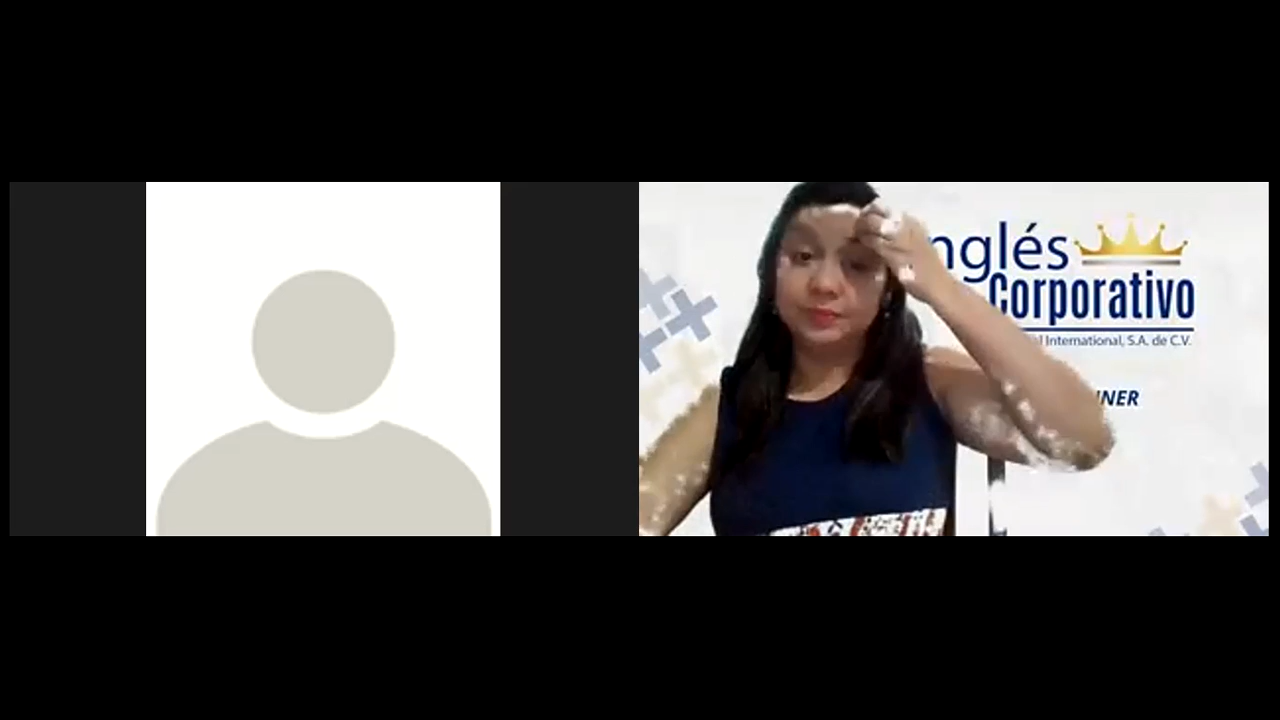 nglés
Corporativo
l International, S.A. de C.V.
NER